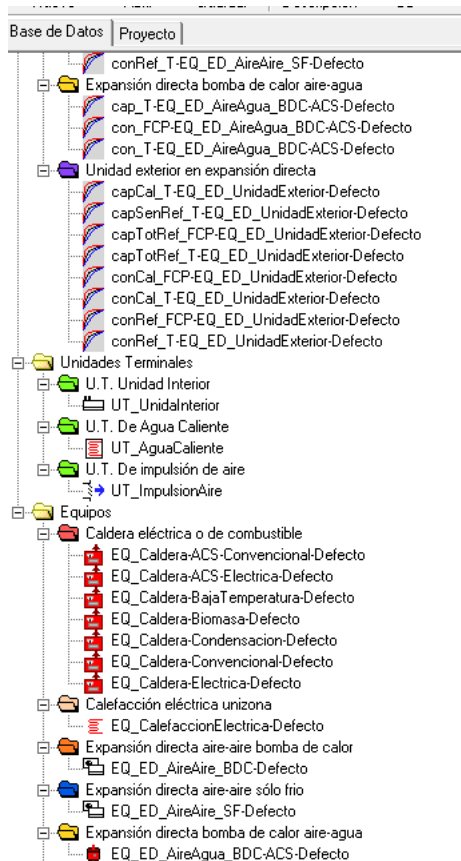 Base de Datos Proyecto
conRef_T-EQ_ED_AireAire_SF-Defecto
Expansión directa bomba de calor aire-agua
cap_T-EQ_ED_AireAgua_BDC-ACS-Defecto
con_FCP-EQ_ED_AireAgua_BDC-ACS-Defecto
con_T-EQ_ED_AireAgua_BDC-ACS-Defecto
Unidad exterior en expansión directa
capCal_T-EQ_ED_UnidadExterior-Defecto
capSenRef_T-EQ_ED_UnidadExterior-Defecto
capTotRef_FCP-EQ_ED_UnidadExterior-Defecto
capTotRef_T-EQ_ED_UnidadExterior-Defecto
conCal_FCP-EQ_ED_UnidadExterior-Defecto
conCal_T-EQ_ED_UnidadExterior-Defecto
conRef_FCP-EQ_ED_UnidadExterior-Defecto
conRef_T-EQ_ED_UnidadExterior-Defecto
Unidades Terminales
U.T. Unidad Interior
UT_UnidaInterior
U.T. De Agua Caliente
UT_AguaCaliente
U.T. De impulsión de aire
UT_ImpulsionAire
Equipos
Caldera eléctrica o de combustible
EQ_Caldera-ACS-Convencional-Defecto
EQ_Caldera-ACS-Electrica-Defecto
EQ_Caldera-BajaTemperatura-Defecto
EQ_Caldera-Biomasa-Defecto
EQ_Caldera-Condensacion-Defecto
EQ_Caldera-Convencional-Defecto
EQ_Caldera-Electrica-Defecto
Calefacción eléctrica unizona
EQ_CalefaccionElectrica-Defecto
Expansión directa aire-aire bomba de calor
EQ_ED_AireAire_BDC-Defecto
Expansión directa aire-aire sólo frio
EQ_ED_AireAire_SF-Defecto
Expansión directa bomba de calor aire-agua
EQ_ED_AireAgua_BDC-ACS-Defecto